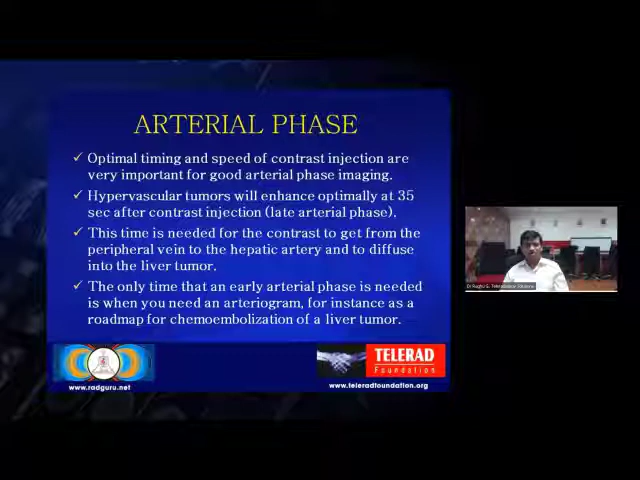 ARTERIAL PHASE
✓ Optimal timing and speed of contrast injection are
very important for good arterial phase imaging.
✓ Hypervascular tumors will enhance optimally at 35
sec after contrast injection (late arterial phase).
✓ This time is needed for the contrast to get from the
peripheral vein to the hepatic artery and to diffuse
into the liver tumor.
✓ The only time that an early arterial phase is needed
is when you need an arteriogram, for instance as a
roadmap for chemoembolization of a liver tumor.
TELERAD
Foundation
www.radguru.net
www.teleradfoundation.org